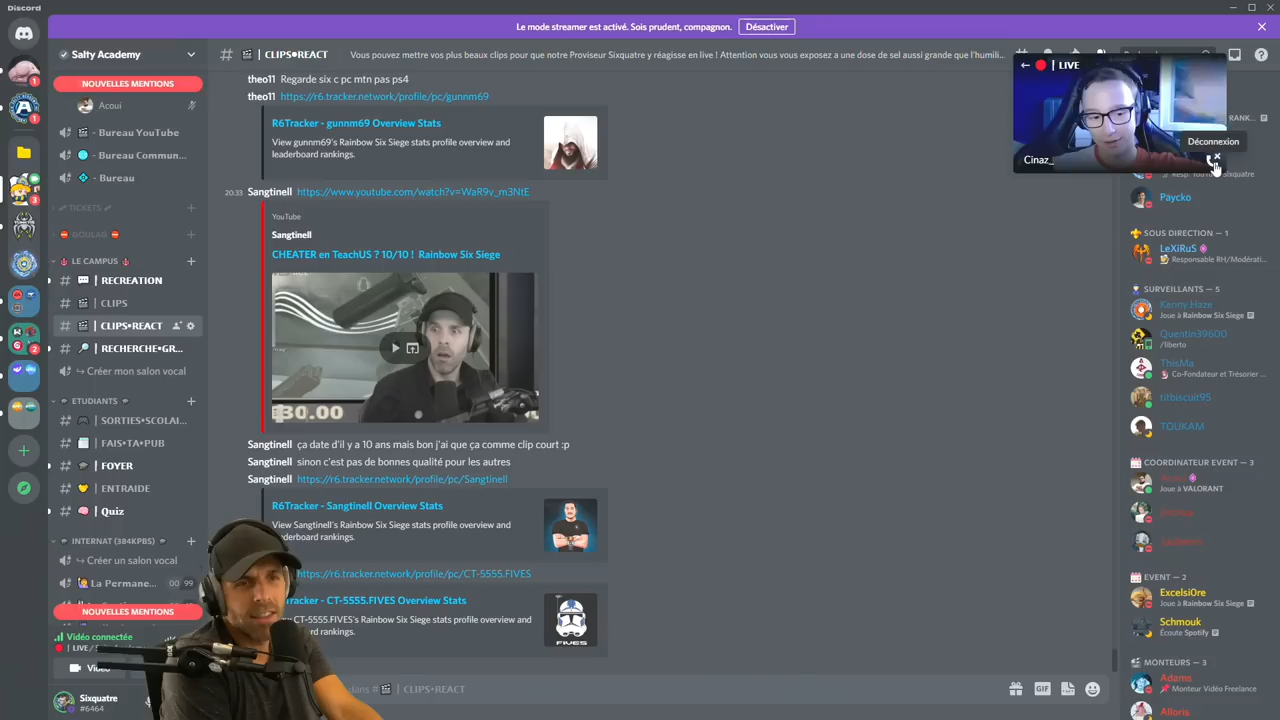 Discord
Le mode streamer est activé. Sois prudent, compagnon.
Désactiver
Salty Academy
NOUVELLES MENTIONS
Acoui
- Bureau YouTube
- Bureau Commun...
- Bureau
TICKETS
GOULAG
LE CAMPUS
| RECREATION
| CLIPS
| CLIPS•REACT
| RECHERCHE•GR...
Créer mon salon vocal
ETUDIANTS
| SORTIES•SCOLAI...
| FAIS•TA•PUB
| FOYER
| ENTRAIDE
| Quiz
INTERNAT (384KPBS)
Créer un salon vocal
La Permane... 00 99
NOUVELLES MENTIONS
Vidéo connectée
LIVE/
Vidéo
Sixquatre
#6464
| CLIPS•REACT
Vous pouvez mettre vos plus beaux clips pour que notre Proviseur Sixquatre y réagisse en live ! Attention vous vous exposez a une dose de sel aussi grande que l'humili...
theo11 Regarde six c pc mtn pas ps4
theo11 https://r6.tracker.network/profile/pc/gunnm69
R6Tracker - gunnm69 Overview Stats
View gunnm69's Rainbow Six Siege stats profile overview and
leaderboard rankings.
20:33 Sangtinell https://www.youtube.com/watch?v=WaR9v_m3NtE
YouTube
Sangtinell
CHEATER en TeachUS ? 10/10 ! Rainbow Six Siege
30.00
Sangtinell ça date d'il y a 10 ans mais bon j'ai que ça comme clip court :p
Sangtinell sinon c'est pas de bonnes qualité pour les autres
Sangtinell https://r6.tracker.network/profile/pc/Sangtinell
R6Tracker - Sangtinell Overview Stats
View Sangtinell's Rainbow Six Siege stats profile overview and
leaderboard rankings.
https://r6.tracker.network/profile/pc/CT-5555.FIVES
Tracker - CT-5555.FIVES Overview Stats
CT-5555.FIVES's Rainbow Six Siege stats profile overview and
rd rankings.
FIVES
dans # | CLIPS•REACT
GIF
| LIVE
Cinaz_
Déconnexion
RANK...
Paycko
SOUS DIRECTION — 1
LeXiRuS
Responsable RH/Modérati...
SURVEILLANTS — 5
Kenny Haze
Joue à Rainbow Six Siege
Quentin39600
/liberto
ThisMa
Co-Fondateur et Trésorier ...
titbiscuit95
TOUKAM
COORDINATEUR EVENT — 3
Joue à VALORANT
EVENT — 2
Excelsi0re
Joue à Rainbow Six Siege
Schmouk
Écoute Spotify
MONTEURS — 3
Adams
Monteur Vidéo Freelance
Alloris